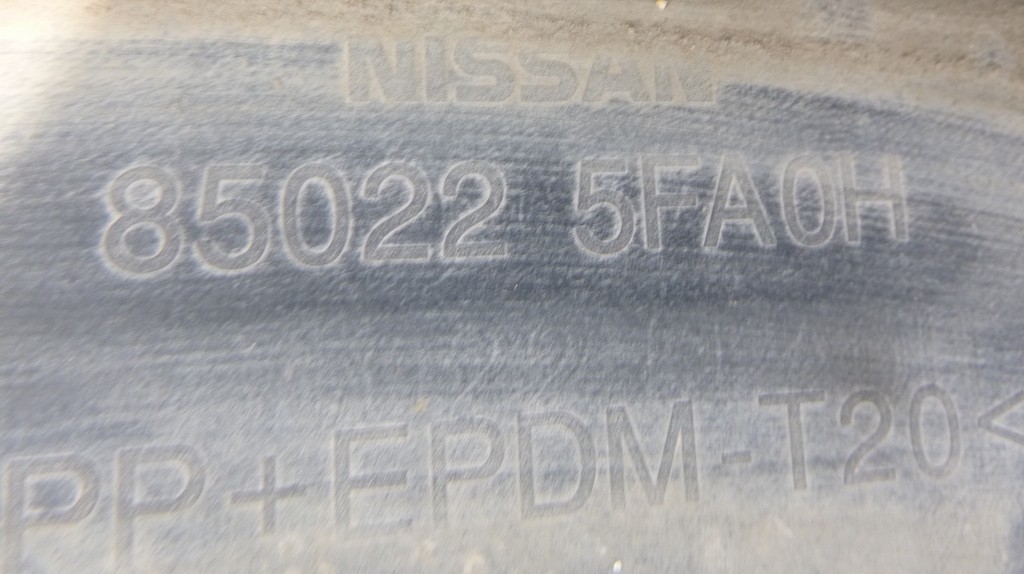 NISSAN
85022 5FA0H
PP+EPDM-T20<